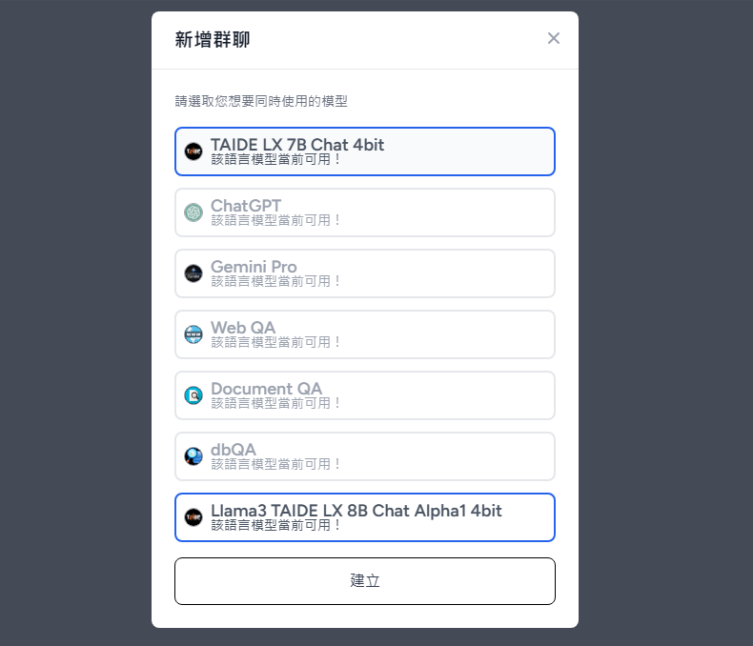 新增群聊
請選取您想要同時使用的模型
TAIDE LX 7B Chat 4bit
該語言模型當前可用！
ChatGPT
該語言模型當前可用！
Gemini Pro
該語言模型當前可用！
Web QA
該語言模型當前可用！
Document QA
該語言模型當前可用！
dbQA
該語言模型當前可用！
Llama3 TAIDE LX 8B Chat Alpha1 4bit
該語言模型當前可用！
建立